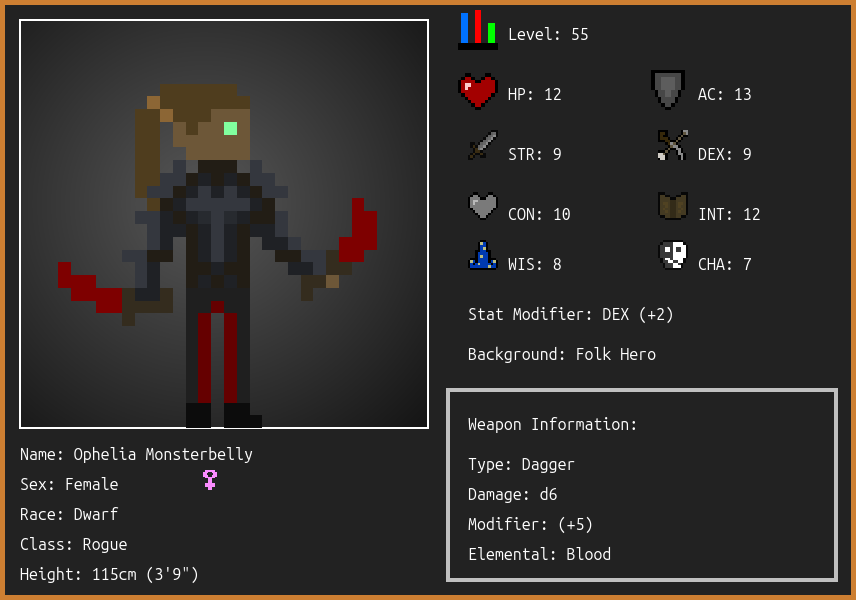 Level: 55
HP: 12
AC: 13
STR: 9
DEX: 9
CON: 10
INT: 12
WIS: 8
CHA: 7
Stat Modifier: DEX (+2)
Background: Folk Hero
Weapon Information:
Type: Dagger
Damage: d6
Modifier: (+5)
Elemental: Blood
Name: Ophelia Monsterbelly
Sex: Female
Race: Dwarf
Class: Rogue
Height: 115cm (3'9")